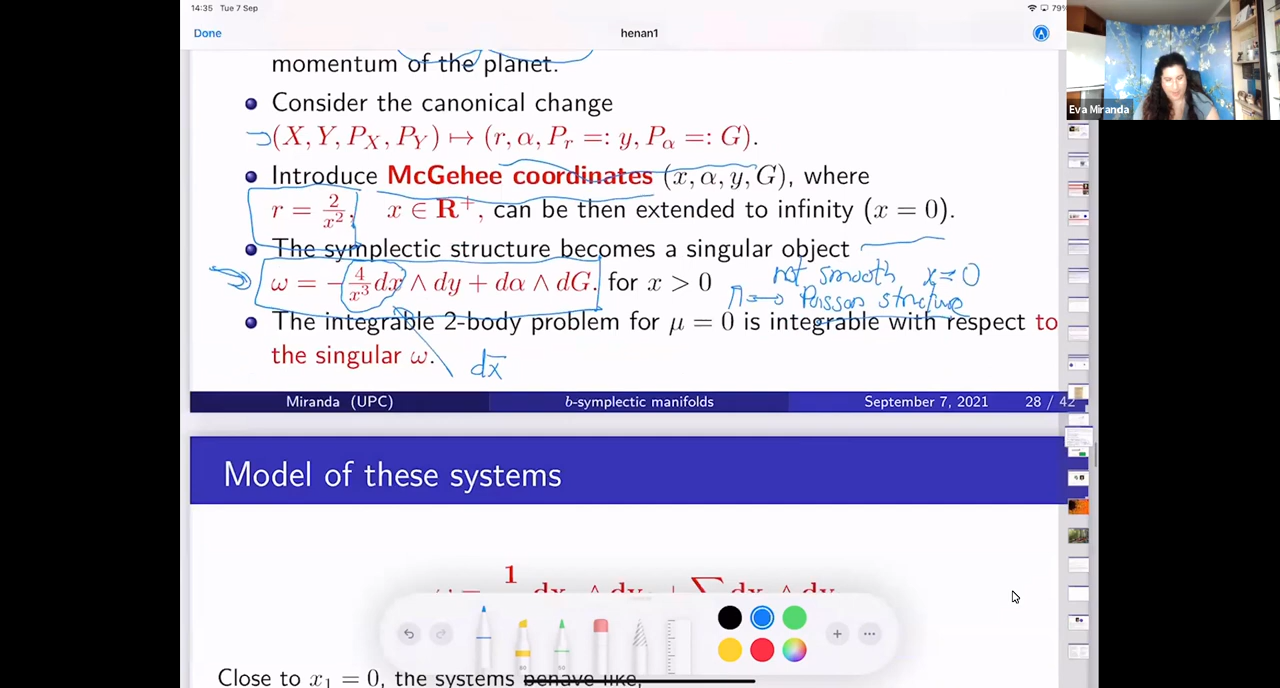 14:35 Tue 7 Sep
79%
Done
henan1
Eva Miranda
momentum of the planet.
Consider the canonical change
(X, Y, P_X, P_Y) ↦ (r, α, P_r =: y, P_α =: G).
Introduce McGehee coordinates (x, α, y, G), where
r = 2/x², x ∈ R⁺, can be then extended to infinity (x = 0).
The symplectic structure becomes a singular object
not smooth x = 0
ω = −4/x³ dx ∧ dy + dα ∧ dG. for x > 0
Π ↔ Poisson structure
The integrable 2-body problem for μ = 0 is integrable with respect to
the singular ω.
dx̄
Miranda (UPC) b-symplectic manifolds September 7, 2021 28 / 42
Model of these systems
Close to x₁ = 0, the systems behave like,